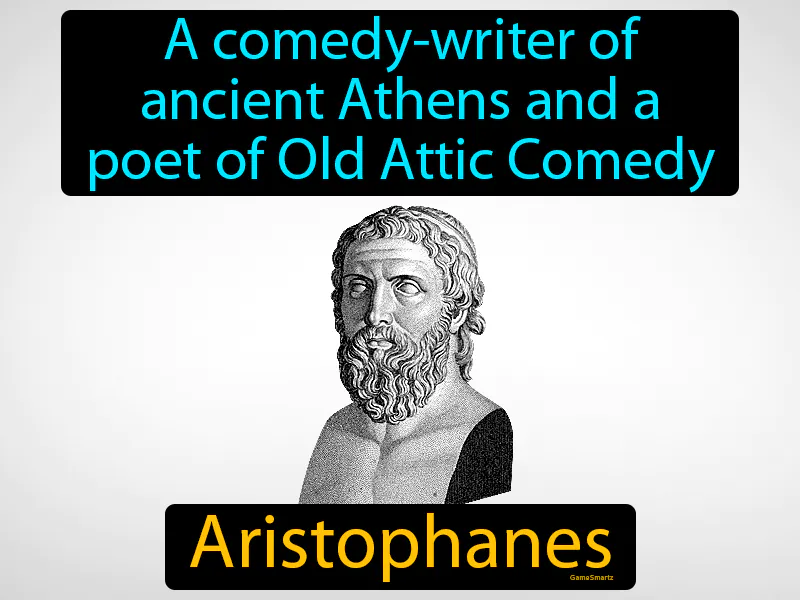 A comedy-writer of
ancient Athens and a
poet of Old Attic Comedy
Aristophanes
GameSmartz